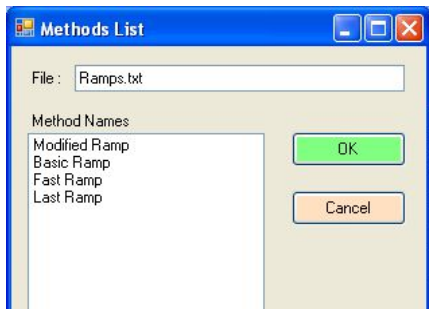 Methods List
File : Ramps.txt
Method Names
Modified Ramp
Basic Ramp
Fast Ramp
Last Ramp
OK
Cancel